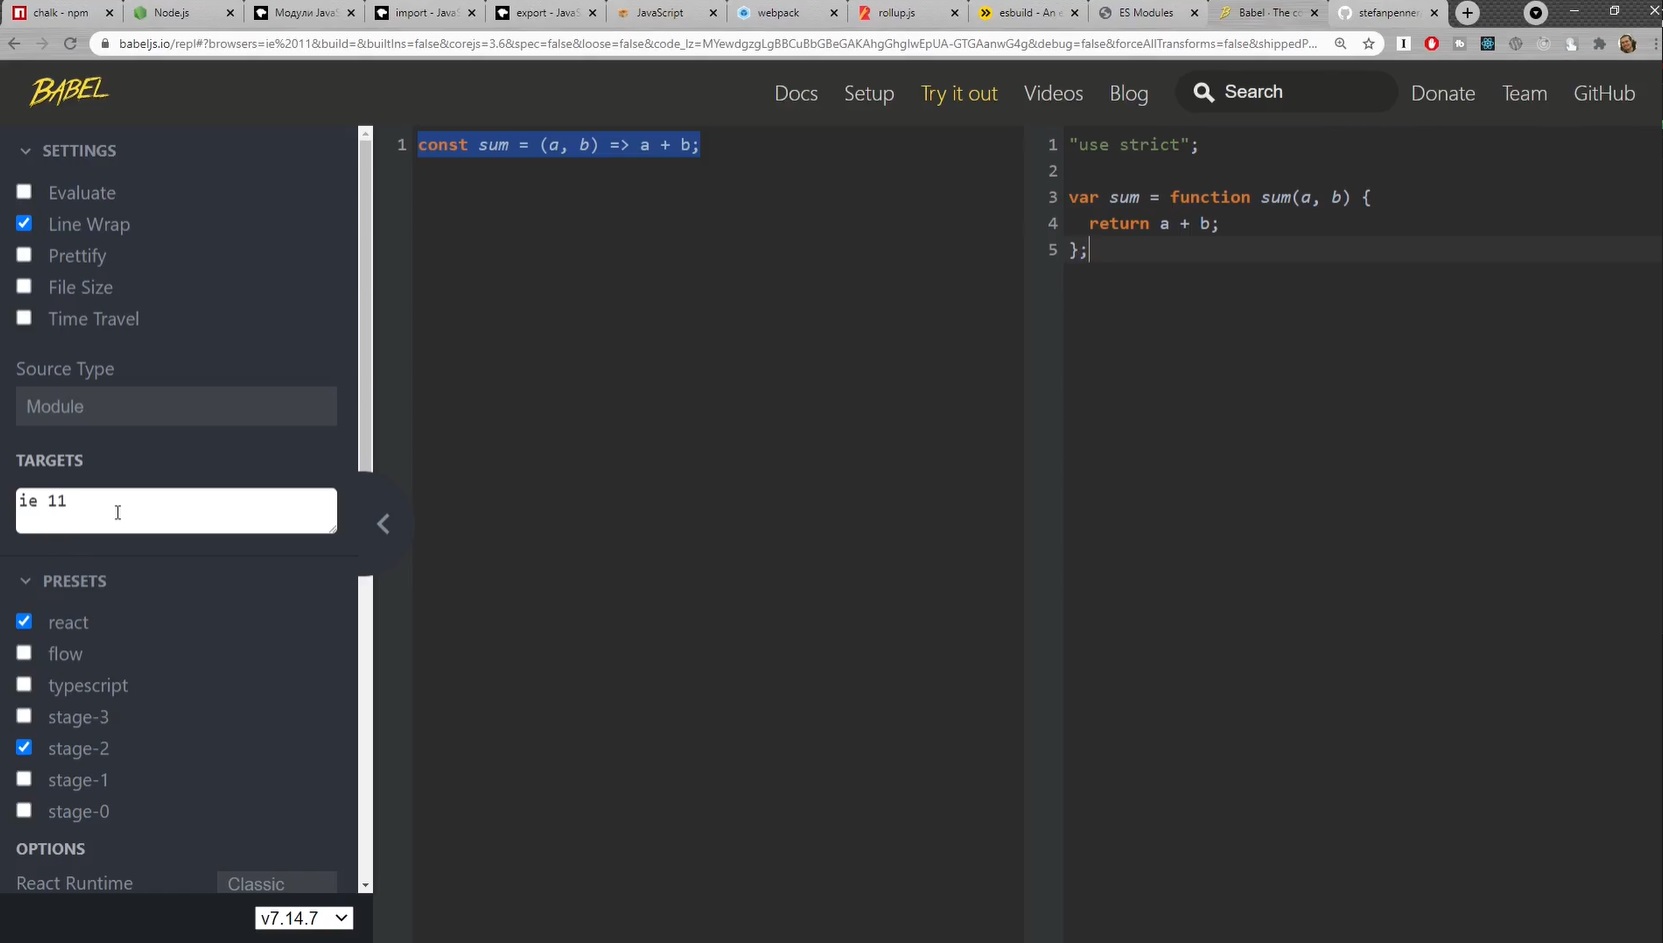 chalk - npm
Node.js
Модули JavaS
import - JavaS
export - JavaSc
JavaScript
webpack
rollup.js
esbuild - An e
ES Modules
Babel · The co
stefanpenner
babeljs.io/repl#?browsers=ie%2011&build=&builtIns=false&corejs=3.6&spec=false&loose=false&code_lz=MYewdgzgLgBBCuBbGBeGAKAhgGhgIwEpUA-GTGAanwG4g&debug=false&forceAllTransforms=false&shippedP...
BABEL
Docs
Setup
Try it out
Videos
Blog
Search
Donate
Team
GitHub
SETTINGS
Evaluate
Line Wrap
Prettify
File Size
Time Travel
Source Type
Module
TARGETS
ie 11
PRESETS
react
flow
typescript
stage-3
stage-2
stage-1
stage-0
OPTIONS
React Runtime
Classic
v7.14.7
1 const sum = (a, b) => a + b;
1 "use strict";
2
3 var sum = function sum(a, b) {
4 return a + b;
5 };